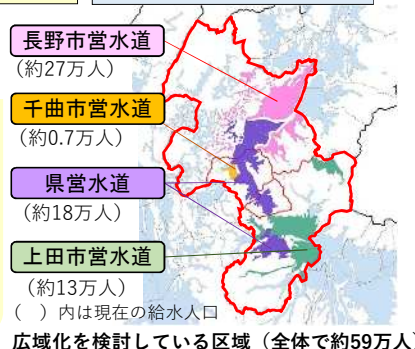 長野市営水道
(約27万人)
千曲市営水道
(約0.7万人)
県営水道
(約18万人)
上田市営水道
(約13万人)
( )内は現在の給水人口
広域化を検討している区域(全体で約59万人)